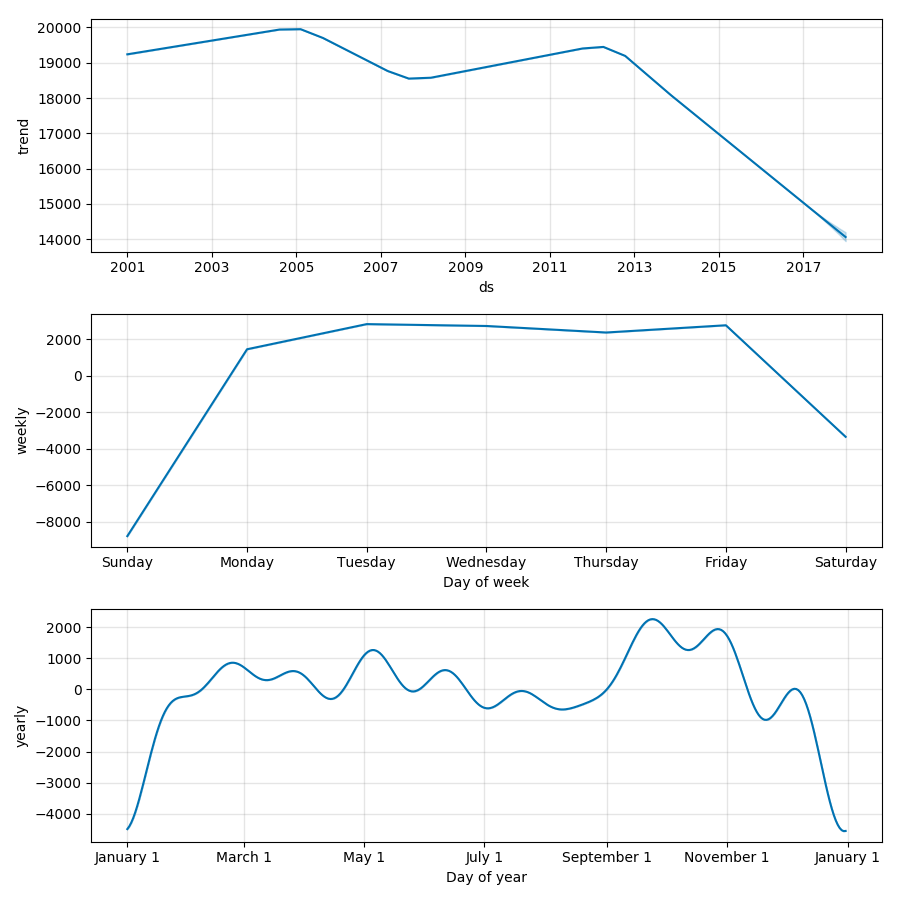 20000
19000
18000
17000
16000
15000
14000
trend
2001 2003 2005 2007 2009 2011 2013 2015 2017
ds
2000
0
−2000
−4000
−6000
−8000
weekly
Sunday Monday Tuesday Wednesday Thursday Friday Saturday
Day of week
2000
1000
0
−1000
−2000
−3000
−4000
yearly
January 1 March 1 May 1 July 1 September 1 November 1 January 1
Day of year